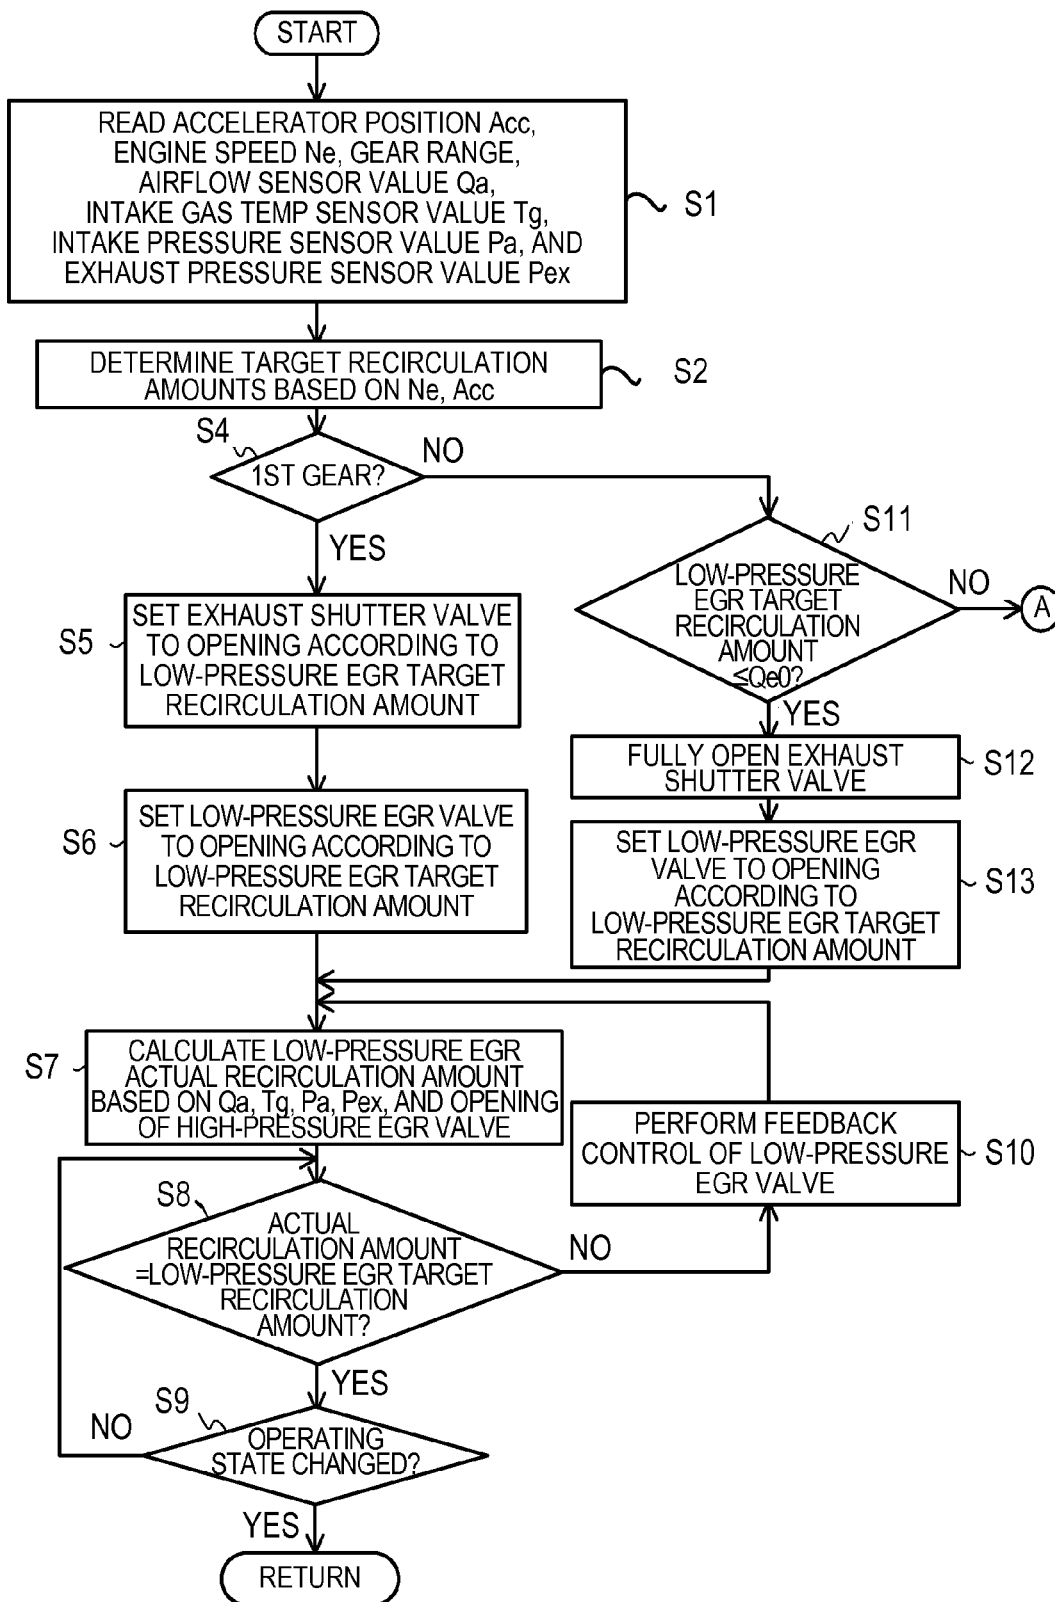 START
READ ACCELERATOR POSITION Acc,
ENGINE SPEED Ne, GEAR RANGE,
AIRFLOW SENSOR VALUE Qa,
INTAKE GAS TEMP SENSOR VALUE Tg,
INTAKE PRESSURE SENSOR VALUE Pa, AND
EXHAUST PRESSURE SENSOR VALUE Pex
S1
DETERMINE TARGET RECIRCULATION
AMOUNTS BASED ON Ne, Acc
S2
S4
1ST GEAR?
NO
YES
S5
SET EXHAUST SHUTTER VALVE
TO OPENING ACCORDING TO
LOW-PRESSURE EGR TARGET
RECIRCULATION AMOUNT
S6
SET LOW-PRESSURE EGR VALVE
TO OPENING ACCORDING TO
LOW-PRESSURE EGR TARGET
RECIRCULATION AMOUNT
S11
LOW-PRESSURE
EGR TARGET
RECIRCULATION
AMOUNT
≤Qe0?
NO
A
YES
FULLY OPEN EXHAUST
SHUTTER VALVE
S12
SET LOW-PRESSURE EGR
VALVE TO OPENING
ACCORDING TO
LOW-PRESSURE EGR TARGET
RECIRCULATION AMOUNT
S13
S7
CALCULATE LOW-PRESSURE EGR
ACTUAL RECIRCULATION AMOUNT
BASED ON Qa, Tg, Pa, Pex, AND OPENING
OF HIGH-PRESSURE EGR VALVE
PERFORM FEEDBACK
CONTROL OF LOW-PRESSURE
EGR VALVE
S10
S8
ACTUAL
RECIRCULATION AMOUNT
=LOW-PRESSURE EGR TARGET
RECIRCULATION
AMOUNT?
NO
YES
S9
NO
OPERATING
STATE CHANGED?
YES
RETURN